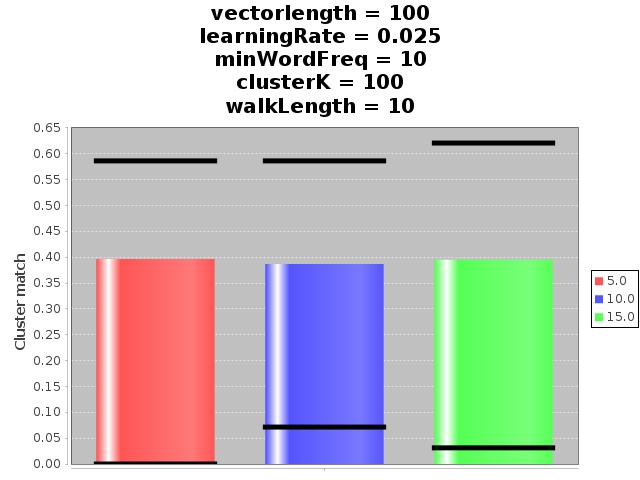 vectorlength = 100
learningRate = 0.025
minWordFreq = 10
clusterK = 100
walkLength = 10
0.65
0.60
0.55
0.50
0.45
0.40
0.35
0.30
0.25
0.20
0.15
0.10
0.05
0.00
Cluster match
5.0
10.0
15.0